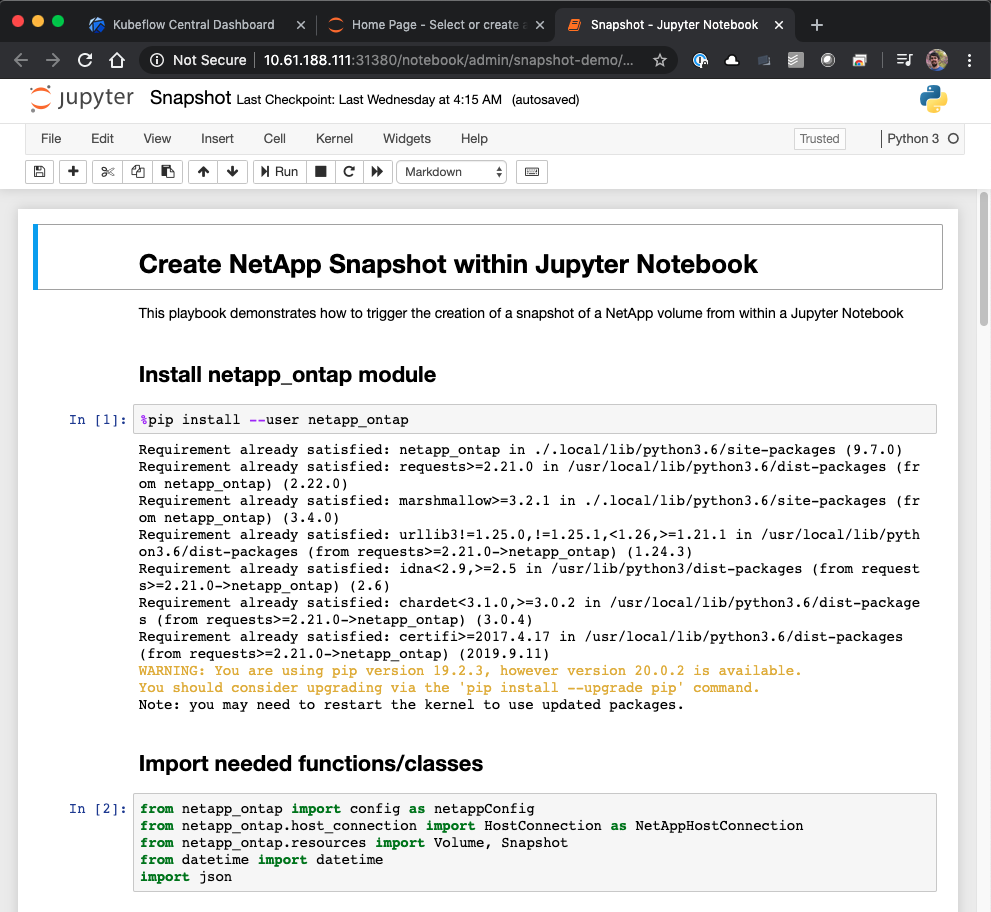 Kubeflow Central Dashboard
Home Page - Select or create a
Snapshot - Jupyter Notebook
Not Secure
10.61.188.111:31380/notebook/admin/snapshot-demo/...
jupyter
Snapshot Last Checkpoint: Last Wednesday at 4:15 AM (autosaved)
File Edit View Insert Cell Kernel Widgets Help
Trusted
Python 3
Run
Markdown
Create NetApp Snapshot within Jupyter Notebook
This playbook demonstrates how to trigger the creation of a snapshot of a NetApp volume from within a Jupyter Notebook
Install netapp_ontap module
In [1]: %pip install --user netapp_ontap
Requirement already satisfied: netapp_ontap in ./.local/lib/python3.6/site-packages (9.7.0)
Requirement already satisfied: requests>=2.21.0 in /usr/local/lib/python3.6/dist-packages (fr
om netapp_ontap) (2.22.0)
Requirement already satisfied: marshmallow>=3.2.1 in ./.local/lib/python3.6/site-packages (fr
om netapp_ontap) (3.4.0)
Requirement already satisfied: urllib3!=1.25.0,!=1.25.1,<1.26,>=1.21.1 in /usr/local/lib/pyth
on3.6/dist-packages (from requests>=2.21.0->netapp_ontap) (1.24.3)
Requirement already satisfied: idna<2.9,>=2.5 in /usr/lib/python3/dist-packages (from request
s>=2.21.0->netapp_ontap) (2.6)
Requirement already satisfied: chardet<3.1.0,>=3.0.2 in /usr/local/lib/python3.6/dist-package
s (from requests>=2.21.0->netapp_ontap) (3.0.4)
Requirement already satisfied: certifi>=2017.4.17 in /usr/local/lib/python3.6/dist-packages
(from requests>=2.21.0->netapp_ontap) (2019.9.11)
WARNING: You are using pip version 19.2.3, however version 20.0.2 is available.
You should consider upgrading via the 'pip install --upgrade pip' command.
Note: you may need to restart the kernel to use updated packages.
Import needed functions/classes
In [2]: from netapp_ontap import config as netappConfig
from netapp_ontap.host_connection import HostConnection as NetAppHostConnection
from netapp_ontap.resources import Volume, Snapshot
from datetime import datetime
import json